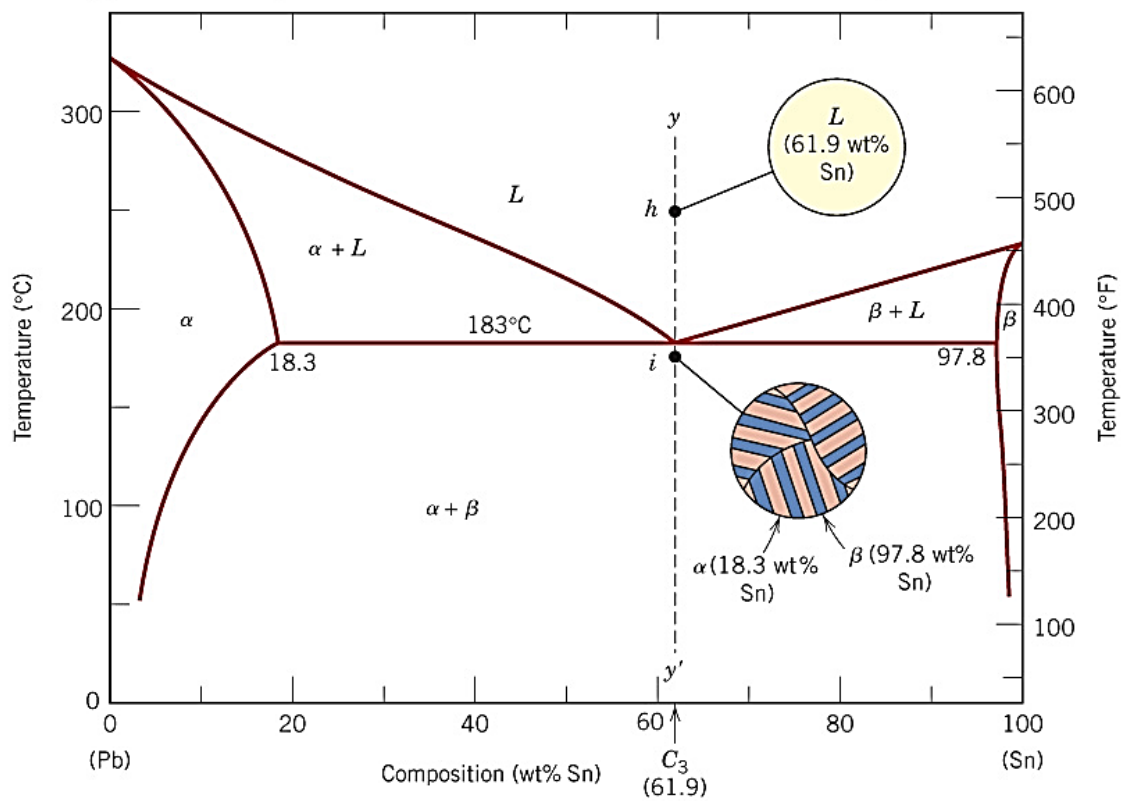 y
L
(61.9 wt%
Sn)
h
L
α + L
α
183°C
18.3
β + L
β
97.8
i
α + β
α (18.3 wt%
Sn)
β (97.8 wt%
Sn)
y′
Temperature (°C)
300
200
100
0
Temperature (°F)
600
500
400
300
200
100
0
20
40
60
80
100
(Pb)
Composition (wt% Sn)
C3
(61.9)
(Sn)